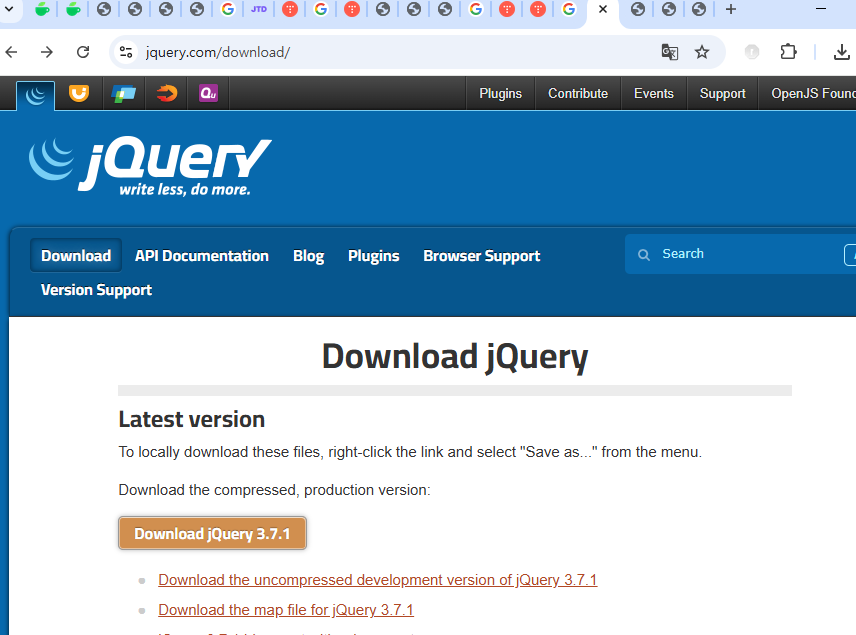 JTD
jquery.com/download/
Plugins
Contribute
Events
Support
OpenJS Foun
jQuery
write less, do more.
Download
API Documentation
Blog
Plugins
Browser Support
Search
Version Support
Download jQuery
Latest version
To locally download these files, right-click the link and select "Save as..." from the menu.
Download the compressed, production version:
Download jQuery 3.7.1
Download the uncompressed development version of jQuery 3.7.1
Download the map file for jQuery 3.7.1